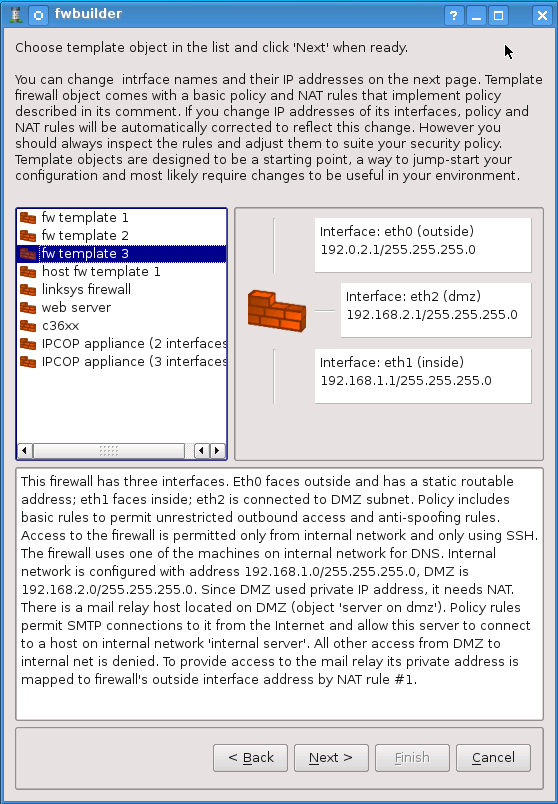 fwbuilder
Choose template object in the list and click 'Next' when ready.
You can change  intrface names and their IP addresses on the next page. Template
firewall object comes with a basic policy and NAT rules that implement policy
described in its comment. If you change IP addresses of its interfaces, policy and
NAT rules will be automatically corrected to reflect this change. However you
should always inspect the rules and adjust them to suite your security policy.
Template objects are designed to be a starting point, a way to jump-start your
configuration and most likely require changes to be useful in your environment.
fw template 1
fw template 2
fw template 3
host fw template 1
linksys firewall
web server
c36xx
IPCOP appliance (2 interfaces
IPCOP appliance (3 interfaces
Interface: eth0 (outside)
192.0.2.1/255.255.255.0
Interface: eth2 (dmz)
192.168.2.1/255.255.255.0
Interface: eth1 (inside)
192.168.1.1/255.255.255.0
This firewall has three interfaces. Eth0 faces outside and has a static routable
address; eth1 faces inside; eth2 is connected to DMZ subnet. Policy includes
basic rules to permit unrestricted outbound access and anti-spoofing rules.
Access to the firewall is permitted only from internal network and only using SSH.
The firewall uses one of the machines on internal network for DNS. Internal
network is configured with address 192.168.1.0/255.255.255.0, DMZ is
192.168.2.0/255.255.255.0. Since DMZ used private IP address, it needs NAT.
There is a mail relay host located on DMZ (object 'server on dmz'). Policy rules
permit SMTP connections to it from the Internet and allow this server to connect
to a host on internal network 'internal server'. All other access from DMZ to
internal net is denied. To provide access to the mail relay its private address is
mapped to firewall's outside interface address by NAT rule #1.
< Back
Next >
Finish
Cancel